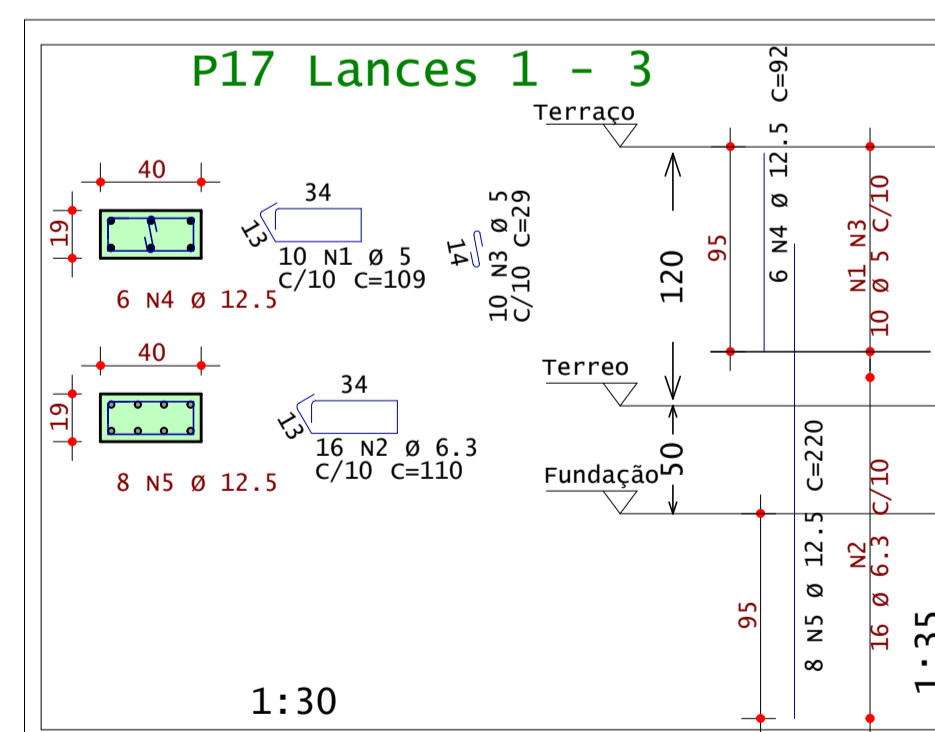 P17 Lances 1 - 3
40
19
6 N4 Ø 12.5
34
13
10 N1 Ø 5
C/10 C=109
14
10 N3 Ø 5
C/10 C=29
40
19
8 N5 Ø 12.5
34
13
16 N2 Ø 6.3
C/10 C=110
1:30
Terraço
120
Terreo
50
Fundação
95
6 N4 Ø 12.5 C=92
N1 N3
10 Ø 5 C/10
95
8 N5 Ø 12.5 C=220
N2
16 Ø 6.3 C/10
1:35